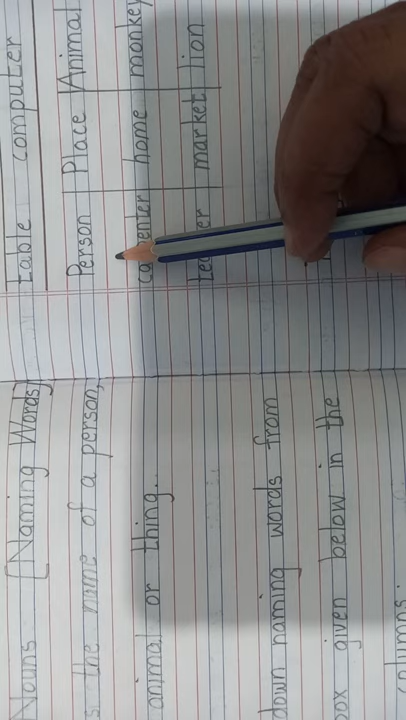 Nouns [Naming Words]
s the name of a person,
animal or thing.
down naming words from
box given below in the
columns.
table computer
Person Place Animal
home monkey
market lion